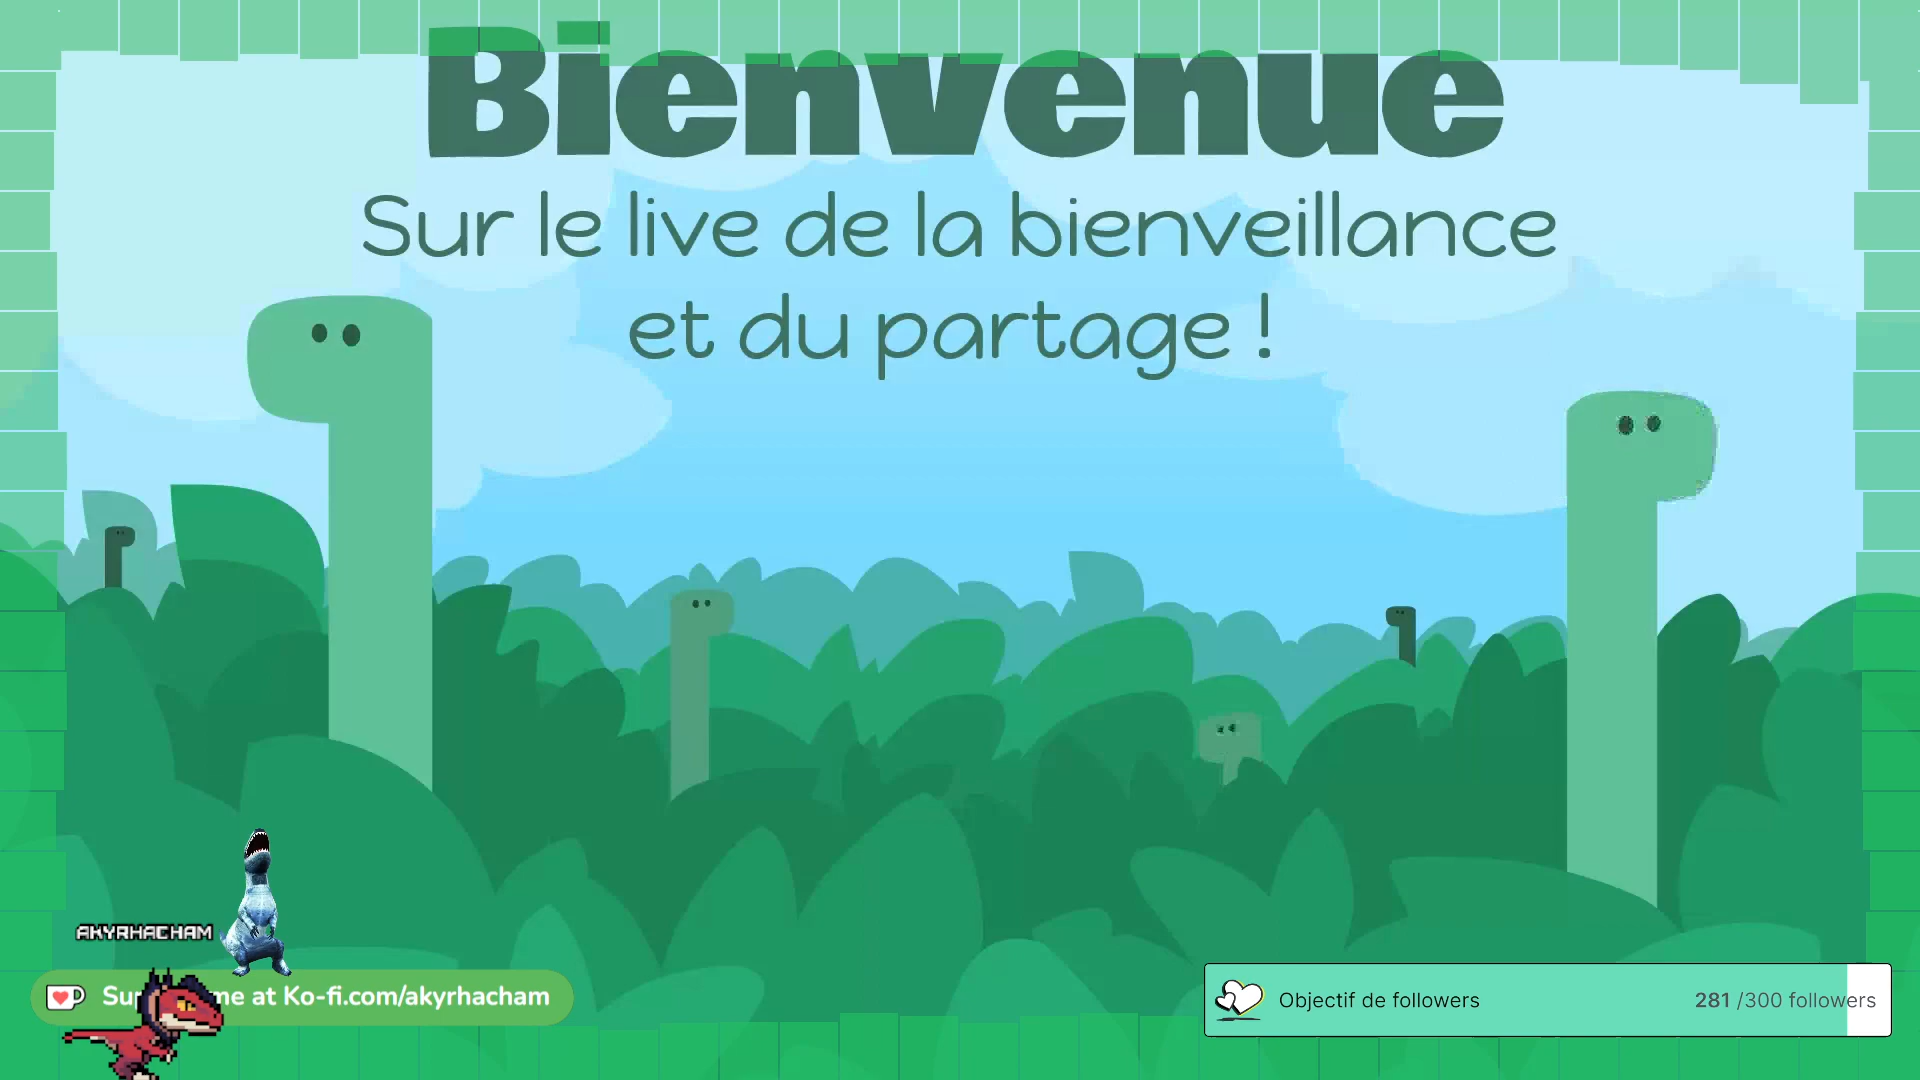 Bienvenue
Sur le live de la bienveillance
et du partage !
AKYRHACHAM
me at Ko-fi.com/akyrhacham
Objectif de followers
281 /300 followers